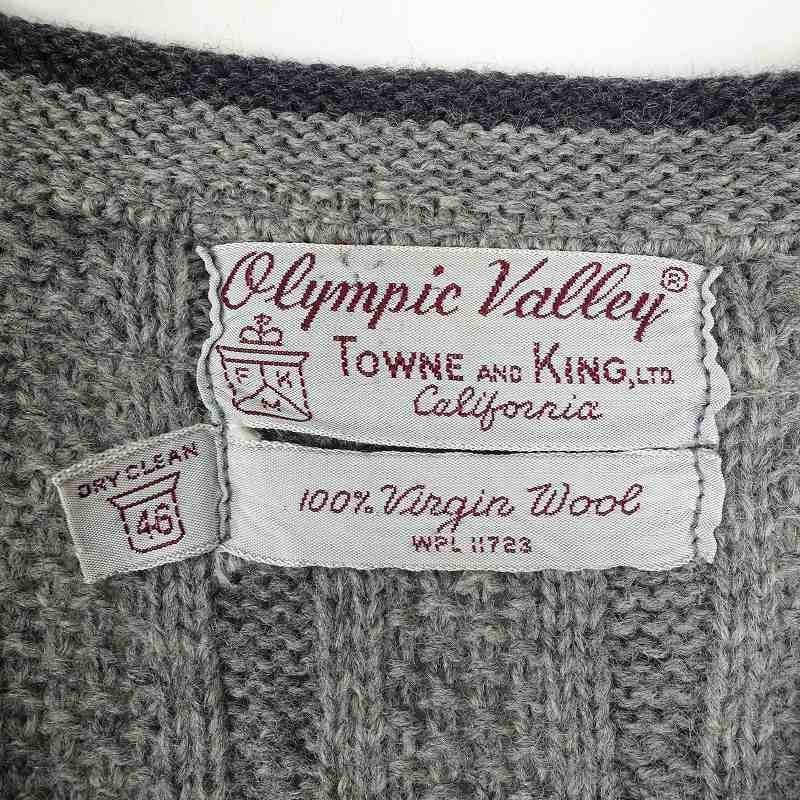 Olympic Valley®
TOWNE AND KING, LTD.
California
F K
M
DRY CLEAN
46
100% Virgin Wool
WPL 11723